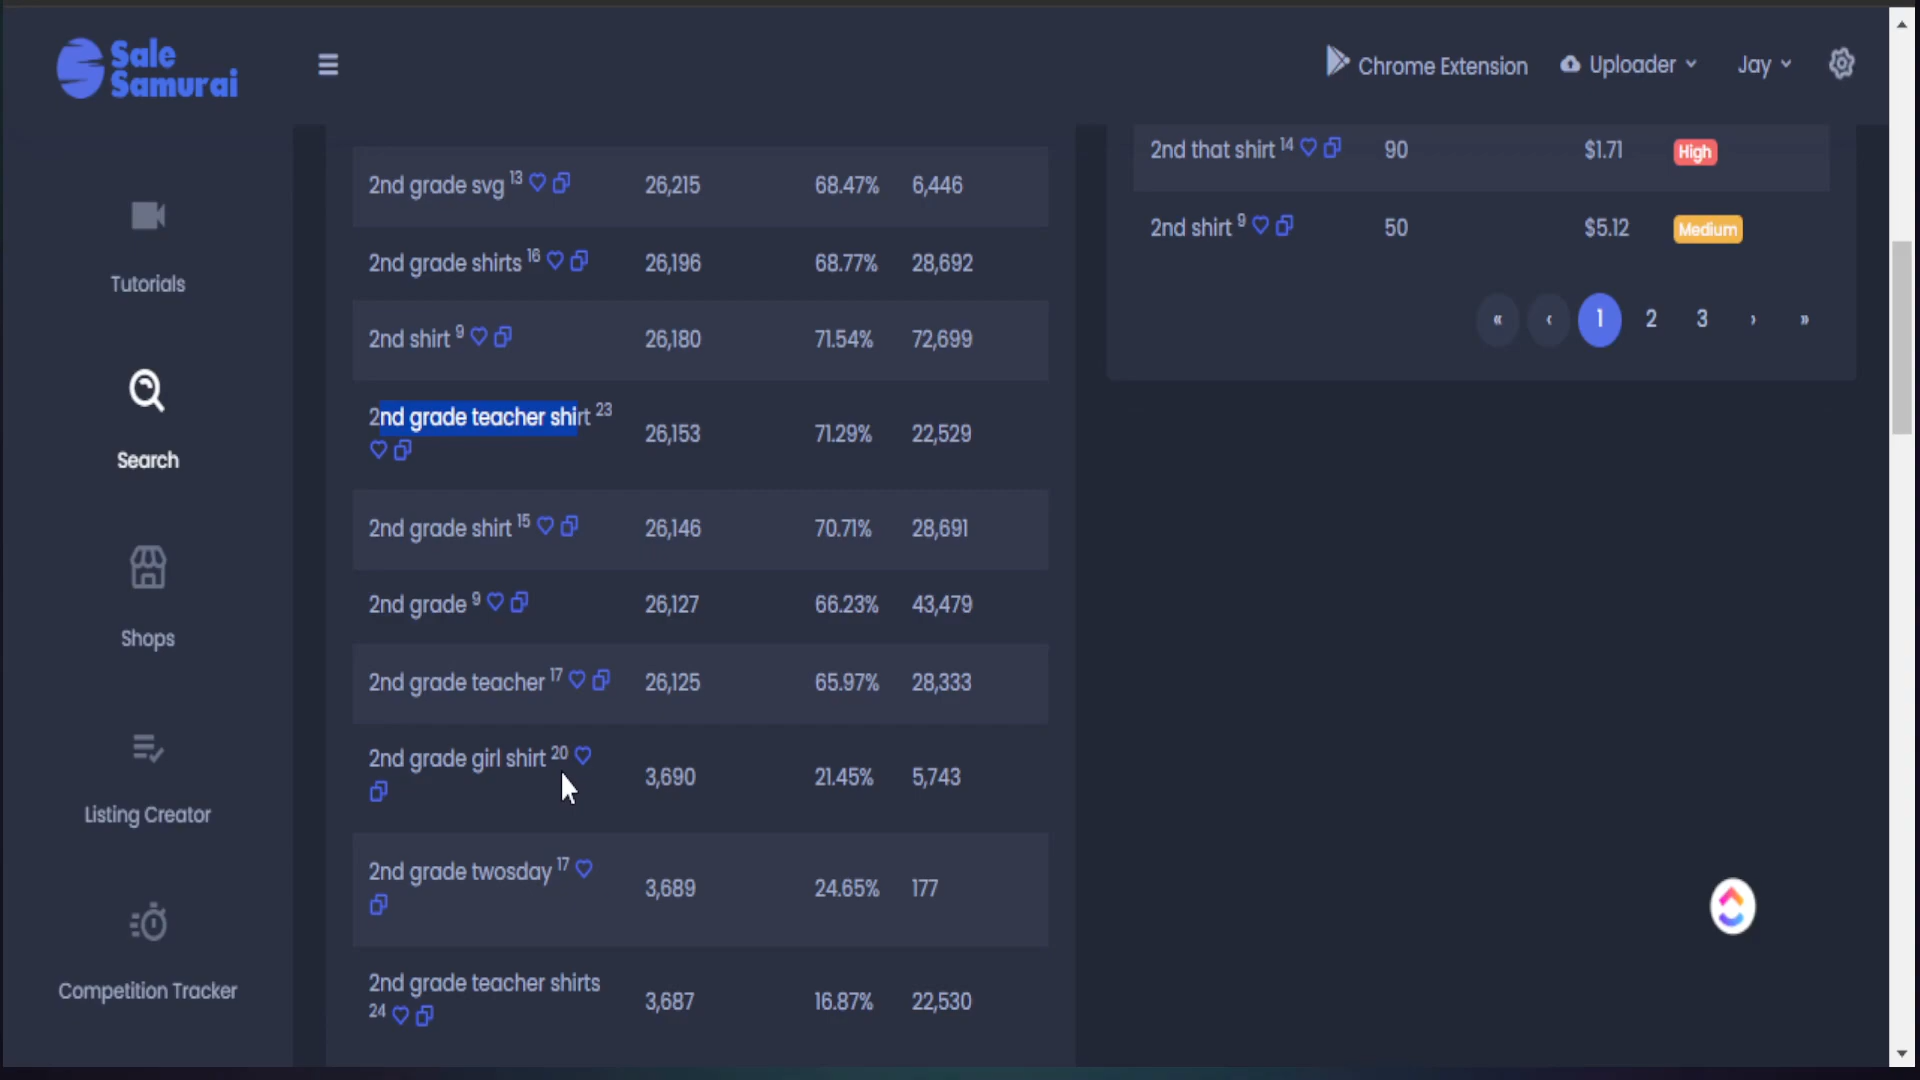 Sale
Samurai
Chrome Extension
Uploader
Jay
Tutorials
Search
Shops
Listing Creator
Competition Tracker
2nd grade svg 13 26,215 68.47% 6,446
2nd grade shirts 16 26,196 68.77% 28,692
2nd shirt 9 26,180 71.54% 72,699
2nd grade teacher shirt 23 26,153 71.29% 22,529
2nd grade shirt 15 26,146 70.71% 28,691
2nd grade 9 26,127 66.23% 43,479
2nd grade teacher 17 26,125 65.97% 28,333
2nd grade girl shirt 20 3,690 21.45% 5,743
2nd grade twosday 17 3,689 24.65% 177
2nd grade teacher shirts
24 3,687 16.87% 22,530
2nd that shirt 14 90 $1.71 High
2nd shirt 9 50 $5.12 Medium
« ‹ 1 2 3 › »